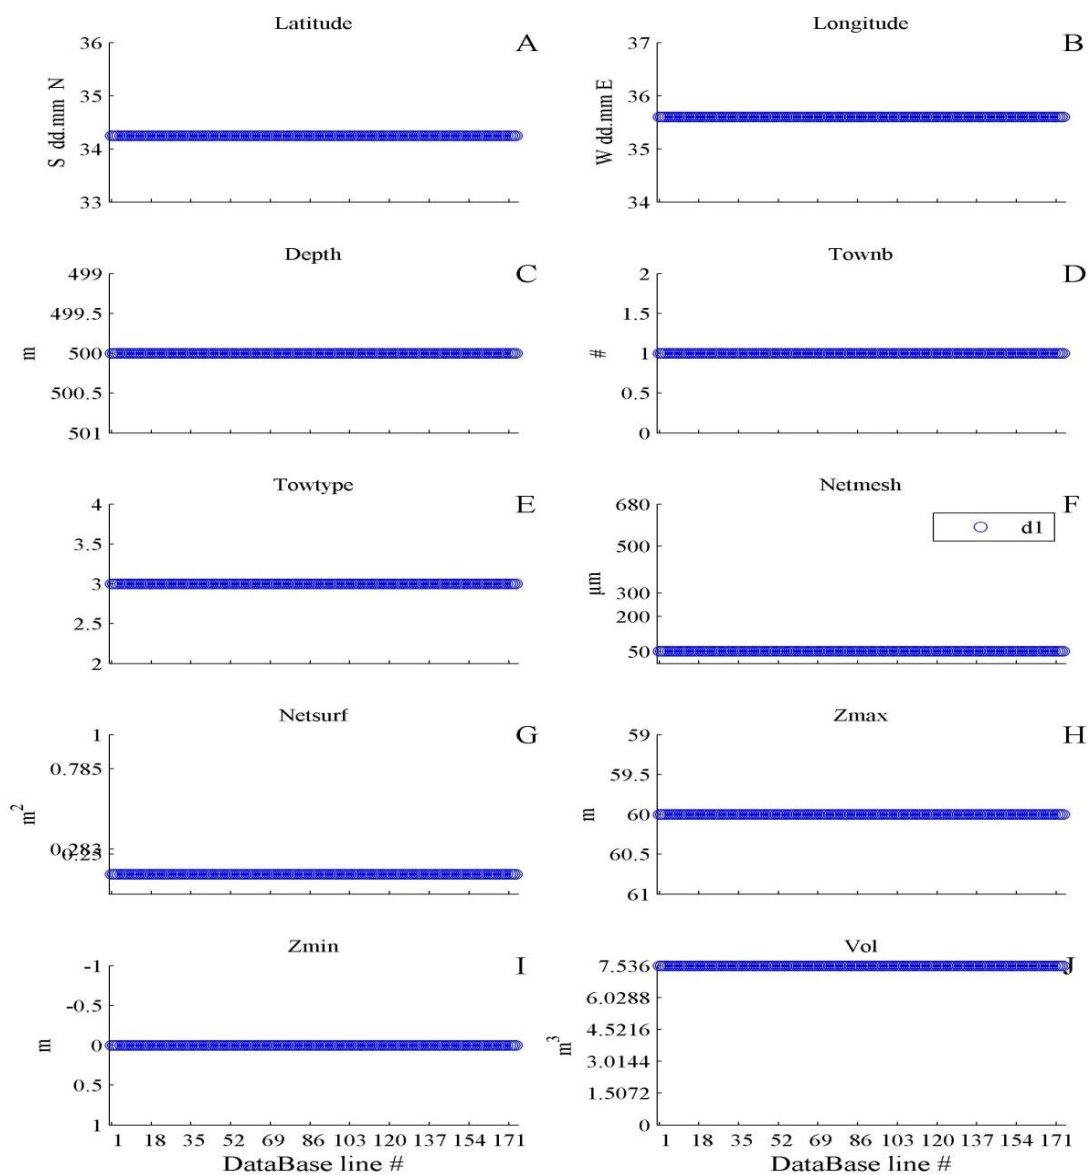 Latitude
A
36
35
34
33
S dd.mm N
Longitude
B
37
36
35
34
W dd.mm E
Depth
C
499
499.5
500
500.5
501
m
Townb
D
2
1.5
1
0.5
0
#
Towtype
E
4
3.5
3
2.5
2
Netmesh
F
680
500
300
200
50
µm
d1
Netsurf
G
1
0.785
0.283
0.25
m²
Zmax
H
59
59.5
60
60.5
61
m
Zmin
I
-1
-0.5
0
0.5
1
m
1 18 35 52 69 86 103 120 137 154 171
DataBase line #
Vol
J
7.536
6.0288
4.5216
3.0144
1.5072
0
m³
1 18 35 52 69 86 103 120 137 154 171
DataBase line #